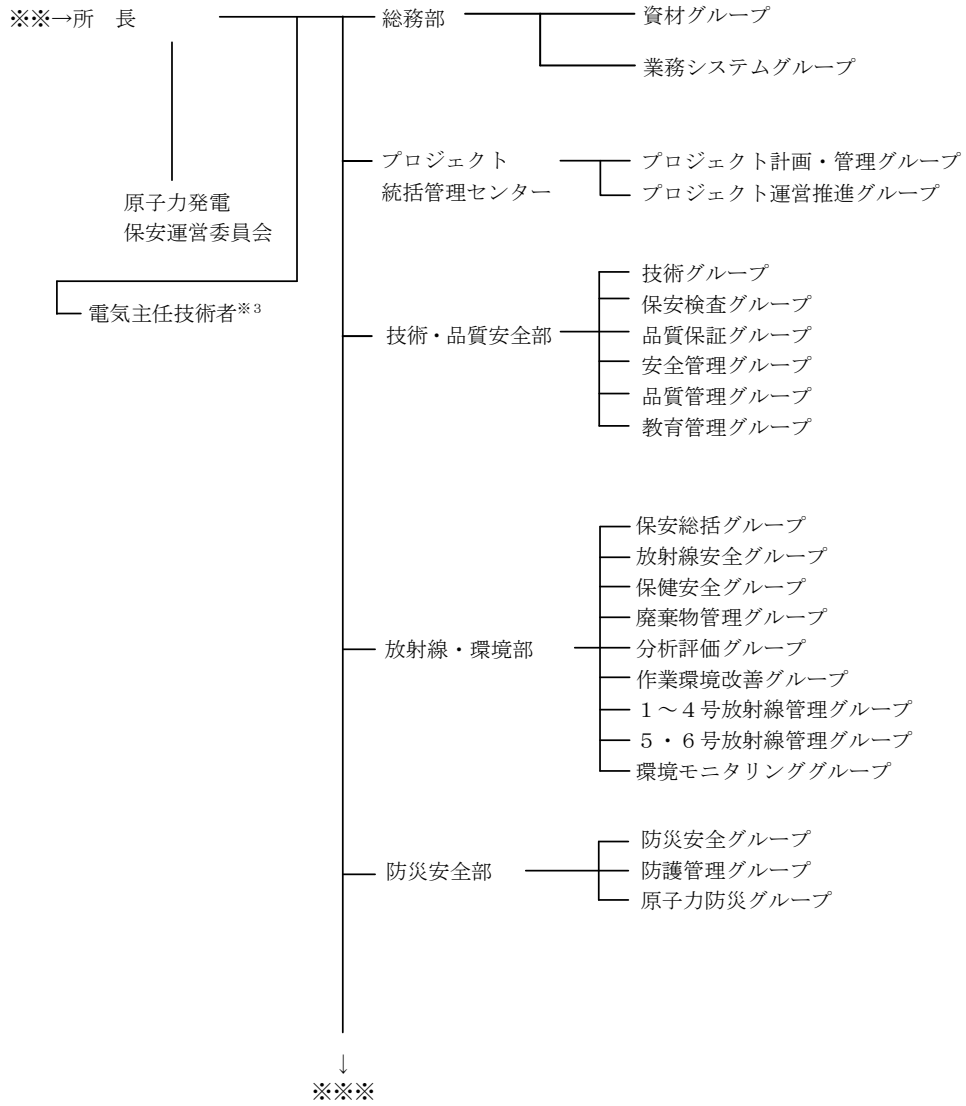 ※※→所　長
総務部
資材グループ
業務システムグループ
プロジェクト
統括管理センター
プロジェクト計画・管理グループ
プロジェクト運営推進グループ
原子力発電
保安運営委員会
電気主任技術者※3
技術・品質安全部
技術グループ
保安検査グループ
品質保証グループ
安全管理グループ
品質管理グループ
教育管理グループ
放射線・環境部
保安総括グループ
放射線安全グループ
保健安全グループ
廃棄物管理グループ
分析評価グループ
作業環境改善グループ
１～４号放射線管理グループ
５・６号放射線管理グループ
環境モニタリンググループ
防災安全部
防災安全グループ
防護管理グループ
原子力防災グループ
↓
※※※